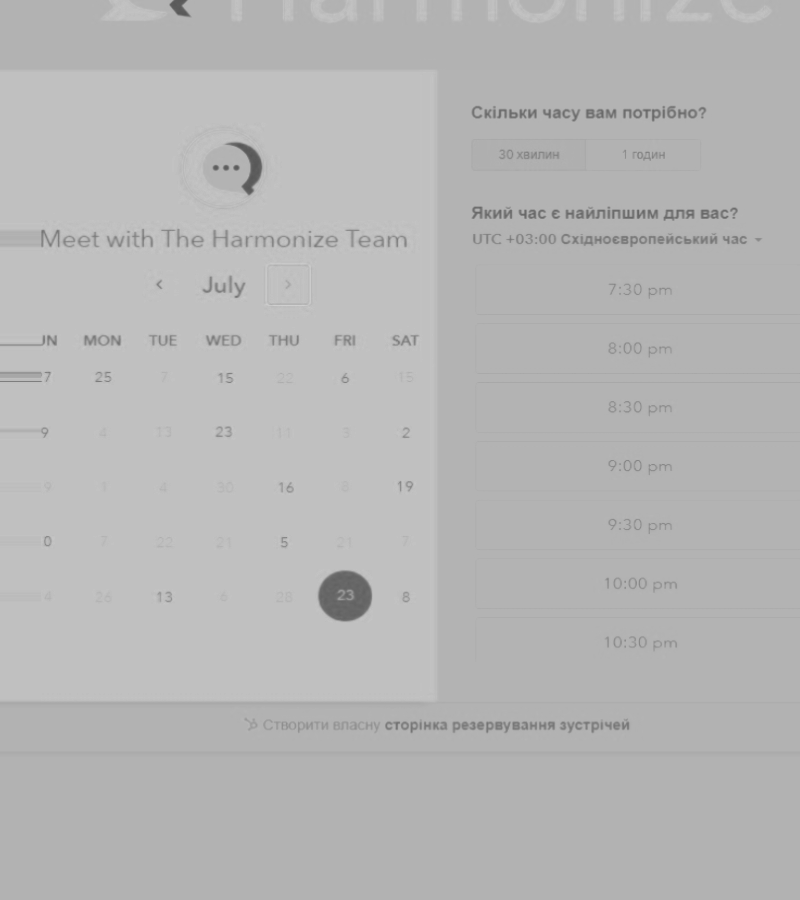 Harmonize
Meet with The Harmonize Team
July
UN MON TUE WED THU FRI SAT
7 25 7 15 22 6 15
9 4 13 23 11 3 2
9 1 4 30 16 8 19
0 7 22 21 5 21 7
4 26 13 6 28 23 8
Скільки часу вам потрібно?
30 хвилин 1 годин
Який час є найліпшим для вас?
UTC +03:00 Східноєвропейський час
7:30 pm
8:00 pm
8:30 pm
9:00 pm
9:30 pm
10:00 pm
10:30 pm
Створити власну сторінка резервування зустрічей